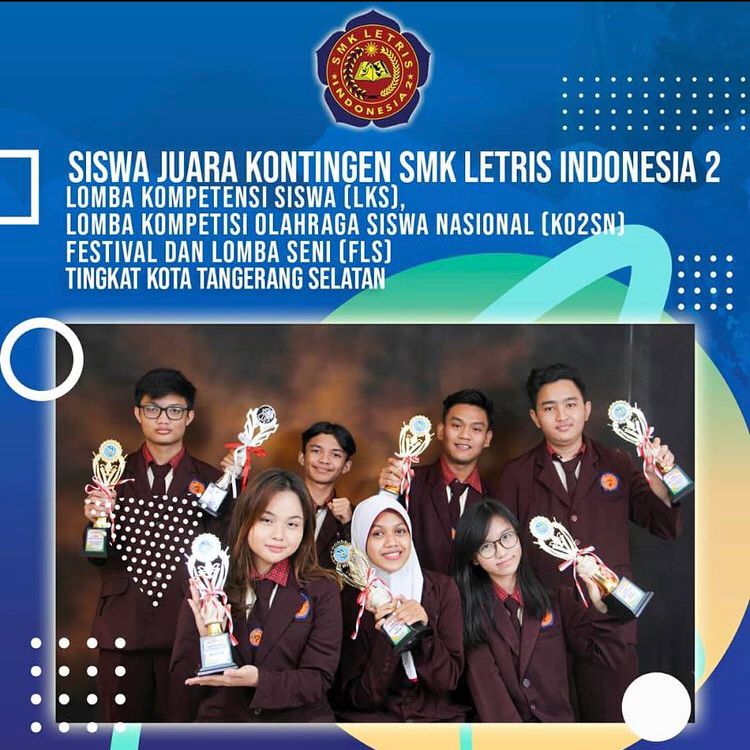 SMK LETRIS
INDONESIA 2
SISWA JUARA KONTINGEN SMK LETRIS INDONESIA 2
LOMBA KOMPETENSI SISWA (LKS),
LOMBA KOMPETISI OLAHRAGA SISWA NASIONAL (KO2SN)
FESTIVAL DAN LOMBA SENI (FLS)
TINGKAT KOTA TANGERANG SELATAN